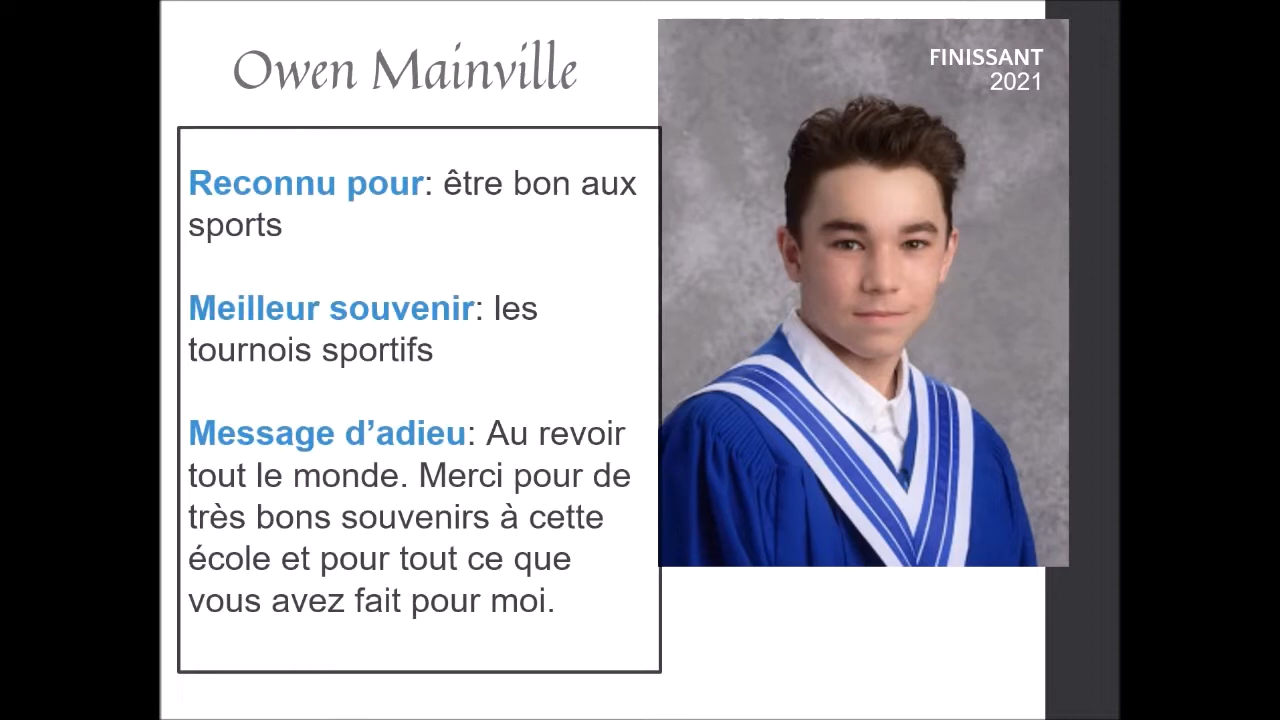 Owen Mainville
FINISSANT
2021
Reconnu pour: être bon aux
sports
Meilleur souvenir: les
tournois sportifs
Message d’adieu: Au revoir
tout le monde. Merci pour de
très bons souvenirs à cette
école et pour tout ce que
vous avez fait pour moi.